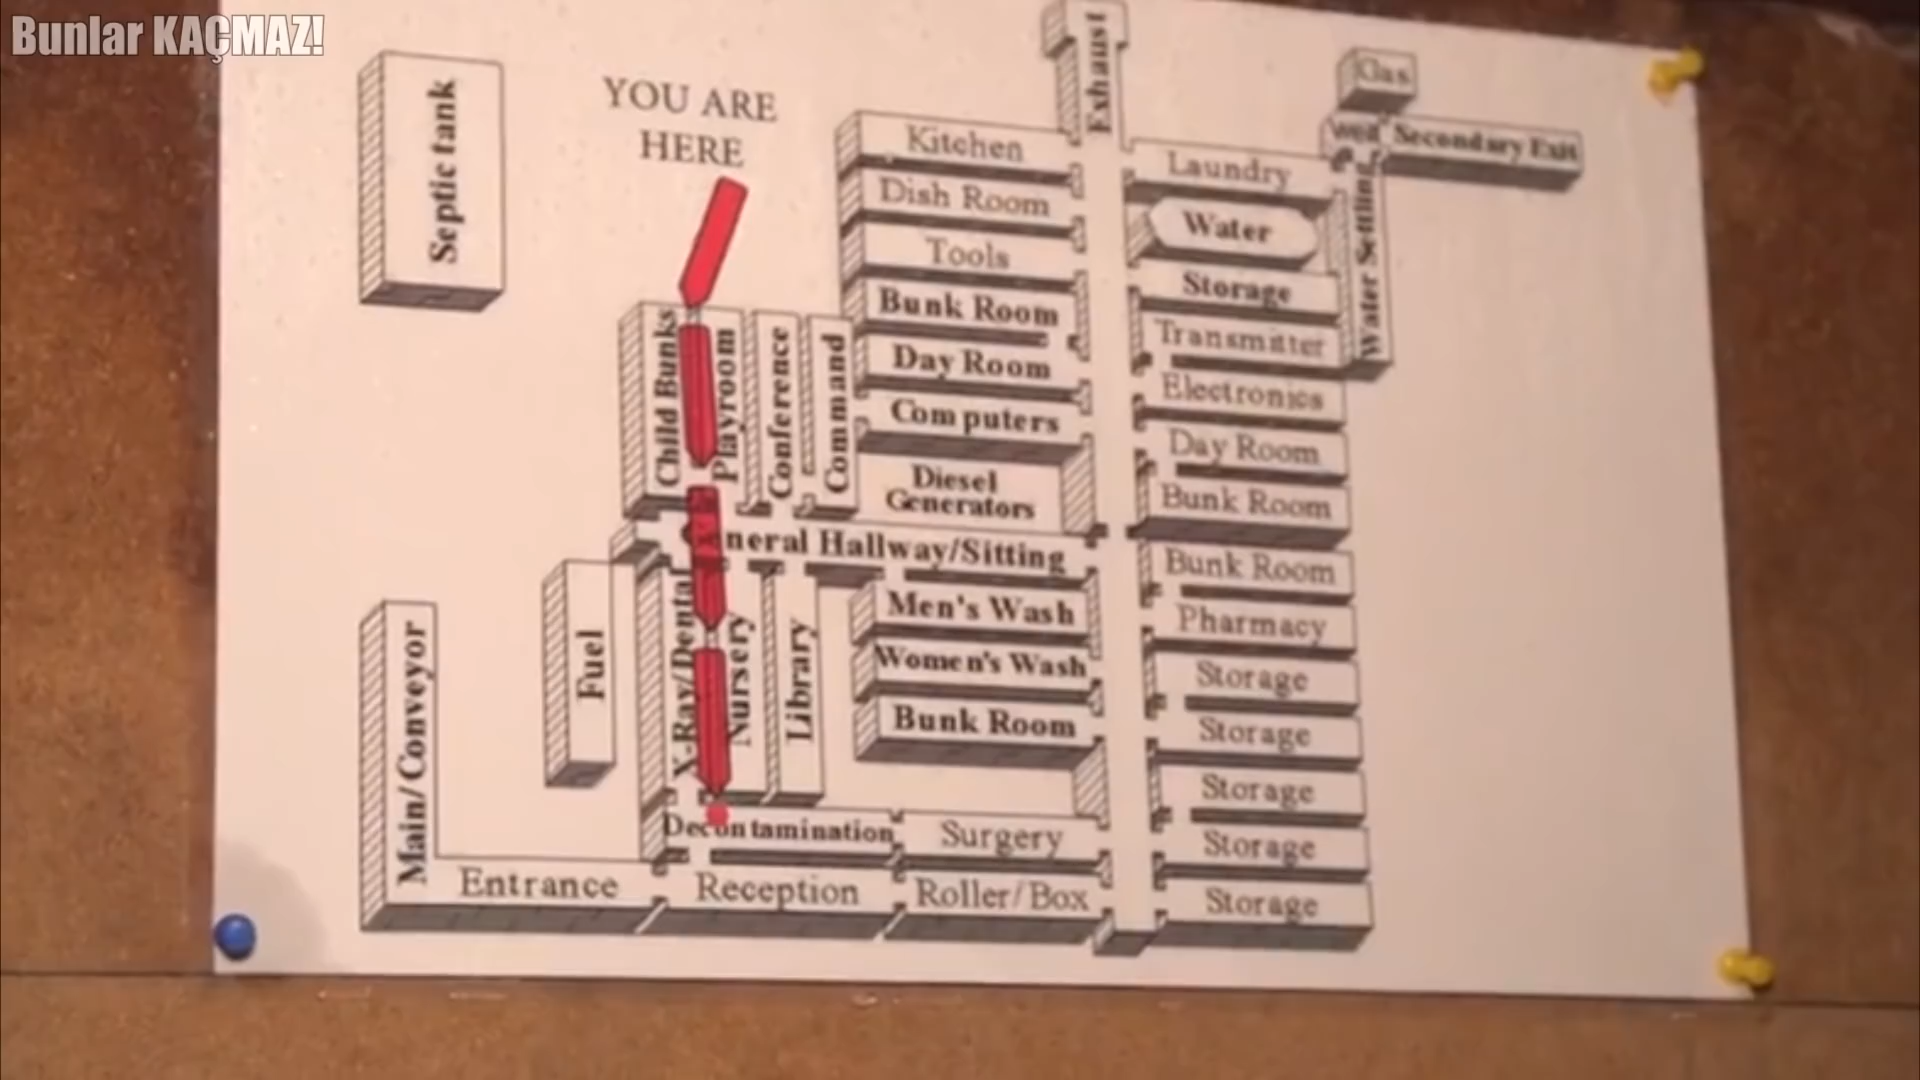 Bunlar KAÇMAZ!
Septic tank
YOU ARE
HERE
Exhaust
Gas
Well
Secondary Exit
Water Settling
Kitchen
Dish Room
Tools
Bunk Room
Day Room
Computers
Diesel
Generators
Laundry
Water
Storage
Transmitter
Electronics
Day Room
Bunk Room
Child Bunks
Playroom
Conference
Command
General Hallway/Sitting
Fuel
X-Ray/Dental
Nursery
Library
Men's Wash
Women's Wash
Bunk Room
Bunk Room
Pharmacy
Storage
Storage
Storage
Storage
Storage
Main/Conveyor
Decontamination
Surgery
Entrance
Reception
Roller/Box